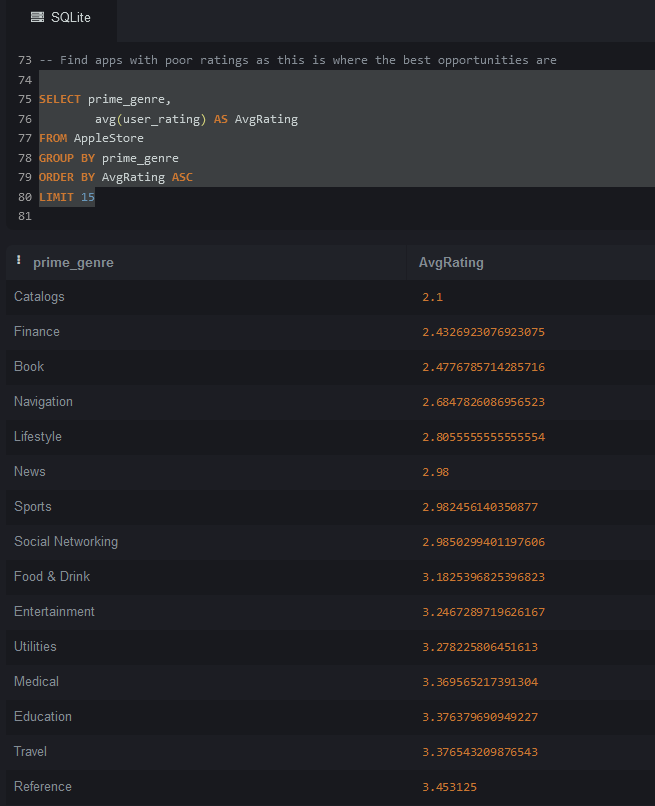 SQLite
73 -- Find apps with poor ratings as this is where the best opportunities are
74
75 SELECT prime_genre,
76         avg(user_rating) AS AvgRating
77 FROM AppleStore
78 GROUP BY prime_genre
79 ORDER BY AvgRating ASC
80 LIMIT 15
81
prime_genre AvgRating
Catalogs 2.1
Finance 2.4326923076923075
Book 2.4776785714285716
Navigation 2.6847826086956523
Lifestyle 2.8055555555555554
News 2.98
Sports 2.982456140350877
Social Networking 2.9850299401197606
Food & Drink 3.1825396825396823
Entertainment 3.2467289719626167
Utilities 3.278225806451613
Medical 3.369565217391304
Education 3.376379690949227
Travel 3.376543209876543
Reference 3.453125